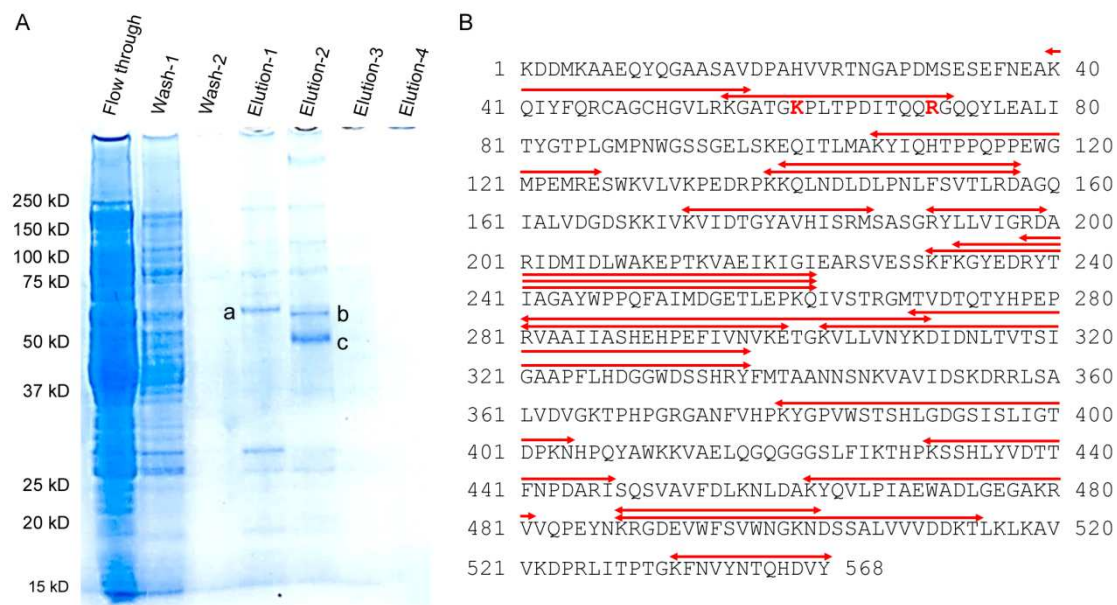 A
Flow through
Wash-1
Wash-2
Elution-1
Elution-2
Elution-3
Elution-4
250 kD
150 kD
100 kD
75 kD
50 kD
37 kD
25 kD
20 kD
15 kD
a
b
c
B
1 KDDMKAAEQYQGAASAVDPAHVVRTNGAPDMSESEFNEAK 40
41 QIYFQRCAGCHGVLRKGATGKPLTPDITQQRGQQYLEALI 80
81 TYGTPLGMPNWGSSGELSKEQITLMAKYIQHTPPQPPEWG 120
121 MPEMRESWKVLVKPEDRPKKQLNDLDLPNLFSVTLRDAGQ 160
161 IALVDGDSKKIVKVIDTGYAVHISRMSASGRYLLVIGRDA 200
201 RIDMIDLWAKEPTKVAEIKIGIEARSVESSKFKGYEDRYT 240
241 IAGAYWPPQFAIMDGETLEPKQIVSTRGMTVDTQTYHPEP 280
281 RVAAIIASHEHPEFIVNVKETGKVLLVNYKDIDNLTVTSI 320
321 GAAPFLHDGGWDSSHRYFMTAANNSNKVAVIDSKDRRLSA 360
361 LVDVGKTPHPGRGANFVHPKYGPVWSTSHLGDGSISLIGT 400
401 DPKNHPQYAWKKVAELQGQGGGSLFIKTHPKSSHLYVDTT 440
441 FNPDARISQSVAVFDLKNLDAKYQVLPIAEWADLGEGAKR 480
481 VVQPEYNKRGDEVWFSVWNGKNDSSALVVVDDKTLKLKAV 520
521 VKDPRLITPTGKFNVYNTQHDVY 568